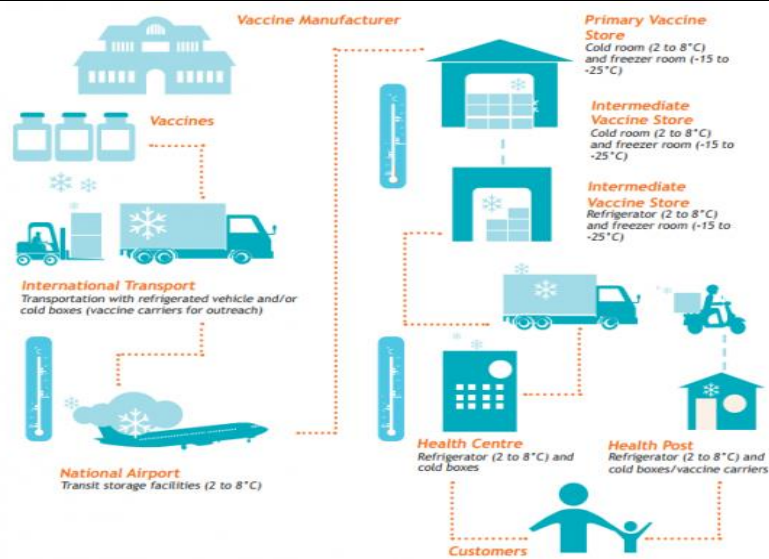 Vaccine Manufacturer
Vaccines
International Transport
Transportation with refrigerated vehicle and/or
cold boxes (vaccine carriers for outreach)
National Airport
Transit storage facilities (2 to 8°C)
Primary Vaccine
Store
Cold room (2 to 8°C)
and freezer room (-15 to
-25°C)
Intermediate
Vaccine Store
Cold room (2 to 8°C)
and freezer room (-15 to
-25°C)
Intermediate
Vaccine Store
Refrigerator (2 to 8°C)
and freezer room (-15 to
-25°C)
Health Centre
Refrigerator (2 to 8°C) and
cold boxes
Health Post
Refrigerator (2 to 8°C) and
cold boxes/vaccine carriers
Customers